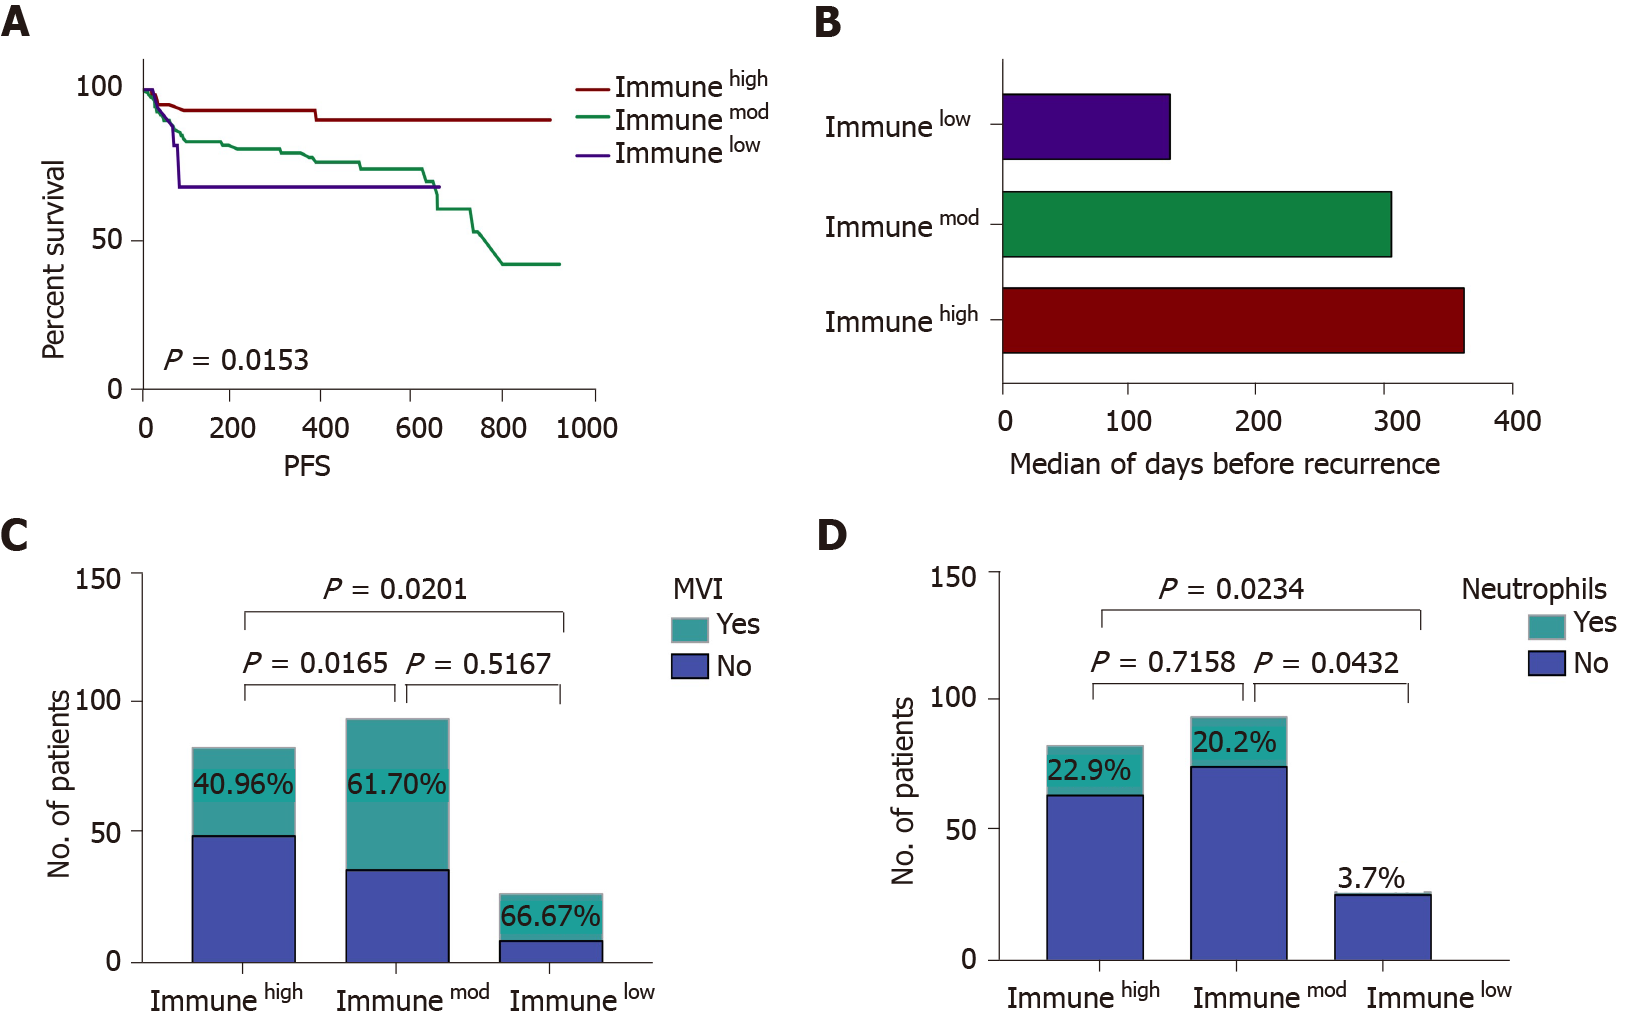 A
100
50
0
Percent survival
P = 0.0153
0 200 400 600 800 1000
PFS
Immune high
Immune mod
Immune low
B
Immune low
Immune mod
Immune high
0 100 200 300 400
Median of days before recurrence
C
150
100
50
0
No. of patients
P = 0.0201
P = 0.0165 P = 0.5167
MVI
Yes
No
40.96% 61.70%
66.67%
Immune high Immune mod Immune low
D
150
100
50
0
No. of patients
P = 0.0234
P = 0.7158 P = 0.0432
Neutrophils
Yes
No
20.2%
22.9%
3.7%
Immune high Immune mod Immune low